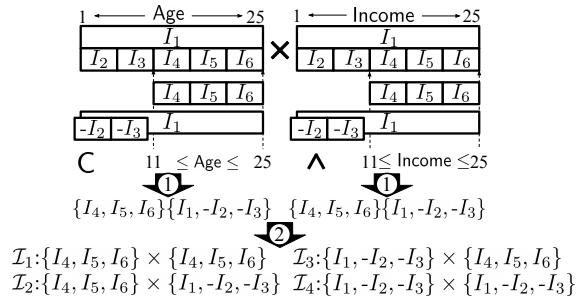 1 Age 25 1 Income 25
I₁ × I₁
I₂ I₃ I₄ I₅ I₆ I₂ I₃ I₄ I₅ I₆
I₄ I₅ I₆ I₄ I₅ I₆
-I₂ -I₃ I₁ -I₂ -I₃ I₁
C 11 ≤ Age ≤ 25 ∧ 11 ≤ Income ≤ 25
1 1
{I₄, I₅, I₆}{I₁, -I₂, -I₃} {I₄, I₅, I₆}{I₁, -I₂, -I₃}
2
ℐ₁:{I₄, I₅, I₆} × {I₄, I₅, I₆} ℐ₃:{I₁, -I₂, -I₃} × {I₄, I₅, I₆}
ℐ₂:{I₄, I₅, I₆} × {I₁, -I₂, -I₃} ℐ₄:{I₁, -I₂, -I₃} × {I₁, -I₂, -I₃}